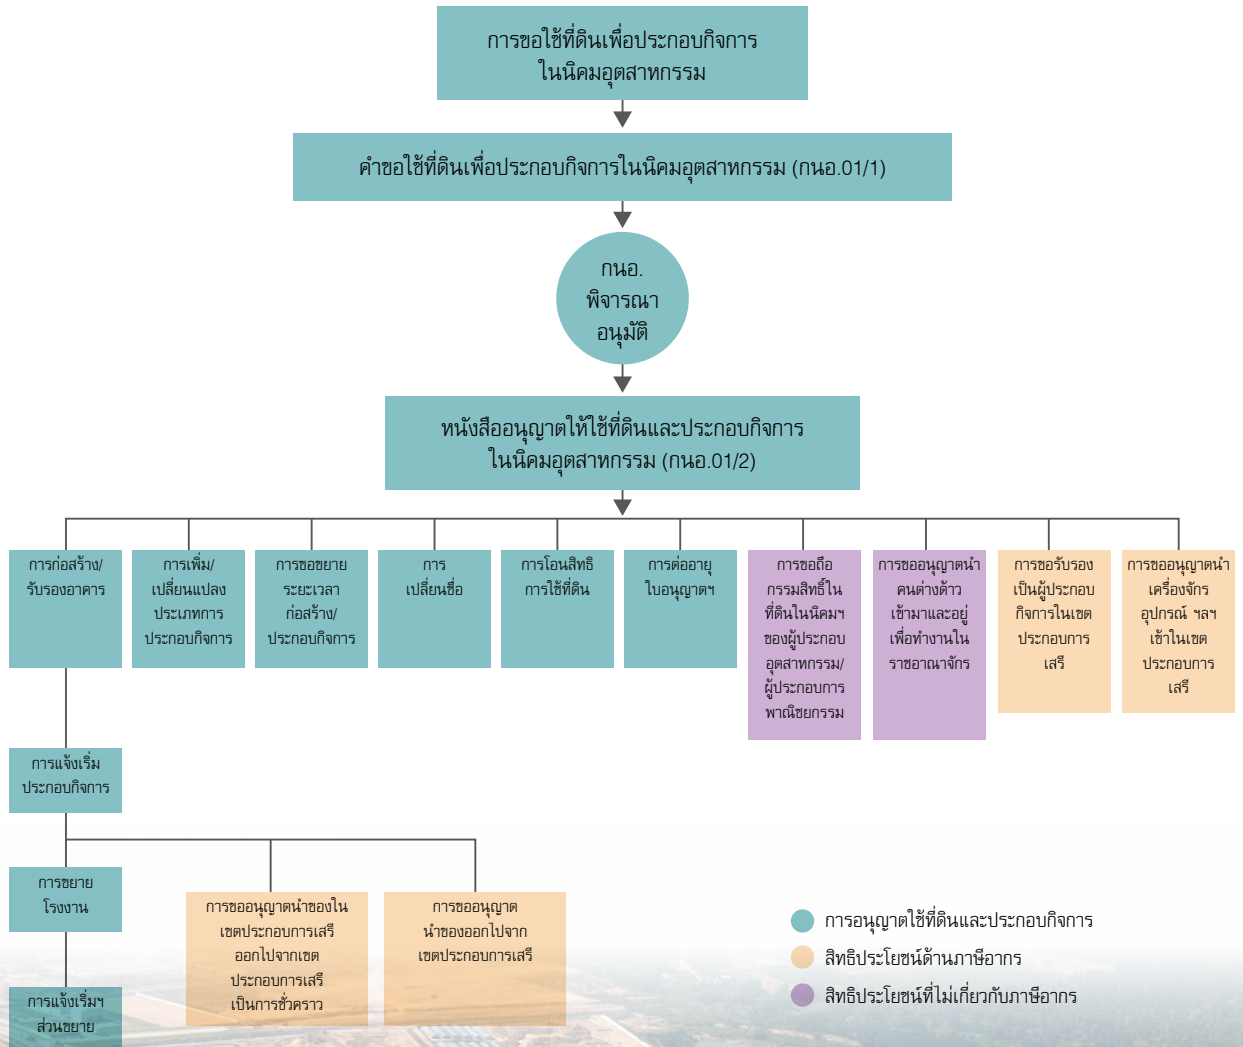 การขอใช้ที่ดินเพื่อประกอบกิจการ
ในนิคมอุตสาหกรรม
คำขอใช้ที่ดินเพื่อประกอบกิจการในนิคมอุตสาหกรรม (กนอ.01/1)
กนอ.
พิจารณา
อนุมัติ
หนังสืออนุญาตให้ใช้ที่ดินและประกอบกิจการ
ในนิคมอุตสาหกรรม (กนอ.01/2)
การก่อสร้าง/
รับรองอาคาร
การเพิ่ม/
เปลี่ยนแปลง
ประเภทการ
ประกอบกิจการ
การขอขยาย
ระยะเวลา
ก่อสร้าง/
ประกอบกิจการ
การ
เปลี่ยนชื่อ
การโอนสิทธิ
การใช้ที่ดิน
การต่ออายุ
ใบอนุญาตฯ
การขอถือ
กรรมสิทธิ์ใน
ที่ดินในนิคมฯ
ของผู้ประกอบ
อุตสาหกรรม/
ผู้ประกอบการ
พาณิชยกรรม
การขออนุญาตนำ
คนต่างด้าว
เข้ามาและอยู่
เพื่อทำงานใน
ราชอาณาจักร
การขอรับรอง
เป็นผู้ประกอบ
กิจการในเขต
ประกอบการ
เสรี
การขออนุญาตนำ
เครื่องจักร
อุปกรณ์ ฯลฯ
เข้าในเขต
ประกอบการ
เสรี
การแจ้งเริ่ม
ประกอบกิจการ
การขยาย
โรงงาน
การแจ้งเริ่มฯ
ส่วนขยาย
การขออนุญาตนำของใน
เขตประกอบการเสรี
ออกไปจากเขต
ประกอบการเสรี
เป็นการชั่วคราว
การขออนุญาต
นำของออกไปจาก
เขตประกอบการเสรี
การอนุญาตใช้ที่ดินและประกอบกิจการ
สิทธิประโยชน์ด้านภาษีอากร
สิทธิประโยชน์ที่ไม่เกี่ยวกับภาษีอากร